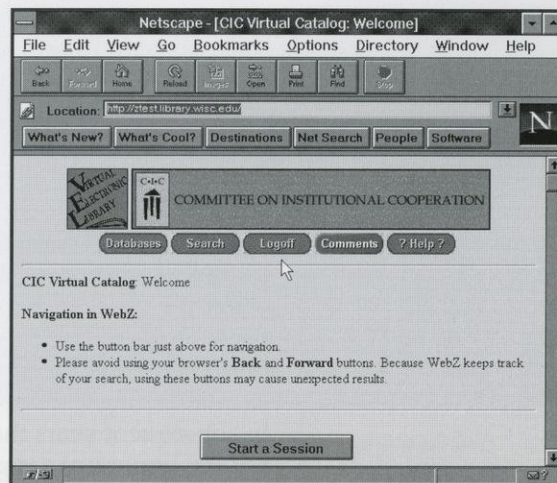 Netscape - [CIC Virtual Catalog: Welcome]
File Edit View Go Bookmarks Options Directory Window Help
Back Forward Home Reload Images Open Print Find Stop
Location: http://ztest.library.wisc.edu/
N
What's New? What's Cool? Destinations Net Search People Software
VIRTUAL
ELECTRONIC
LIBRARY
C•I•C
COMMITTEE ON INSTITUTIONAL COOPERATION
Databases Search Logoff Comments ? Help ?
CIC Virtual Catalog: Welcome
Navigation in WebZ:
• Use the button bar just above for navigation.
• Please avoid using your browser's Back and Forward buttons. Because WebZ keeps track
of your search, using these buttons may cause unexpected results.
Start a Session